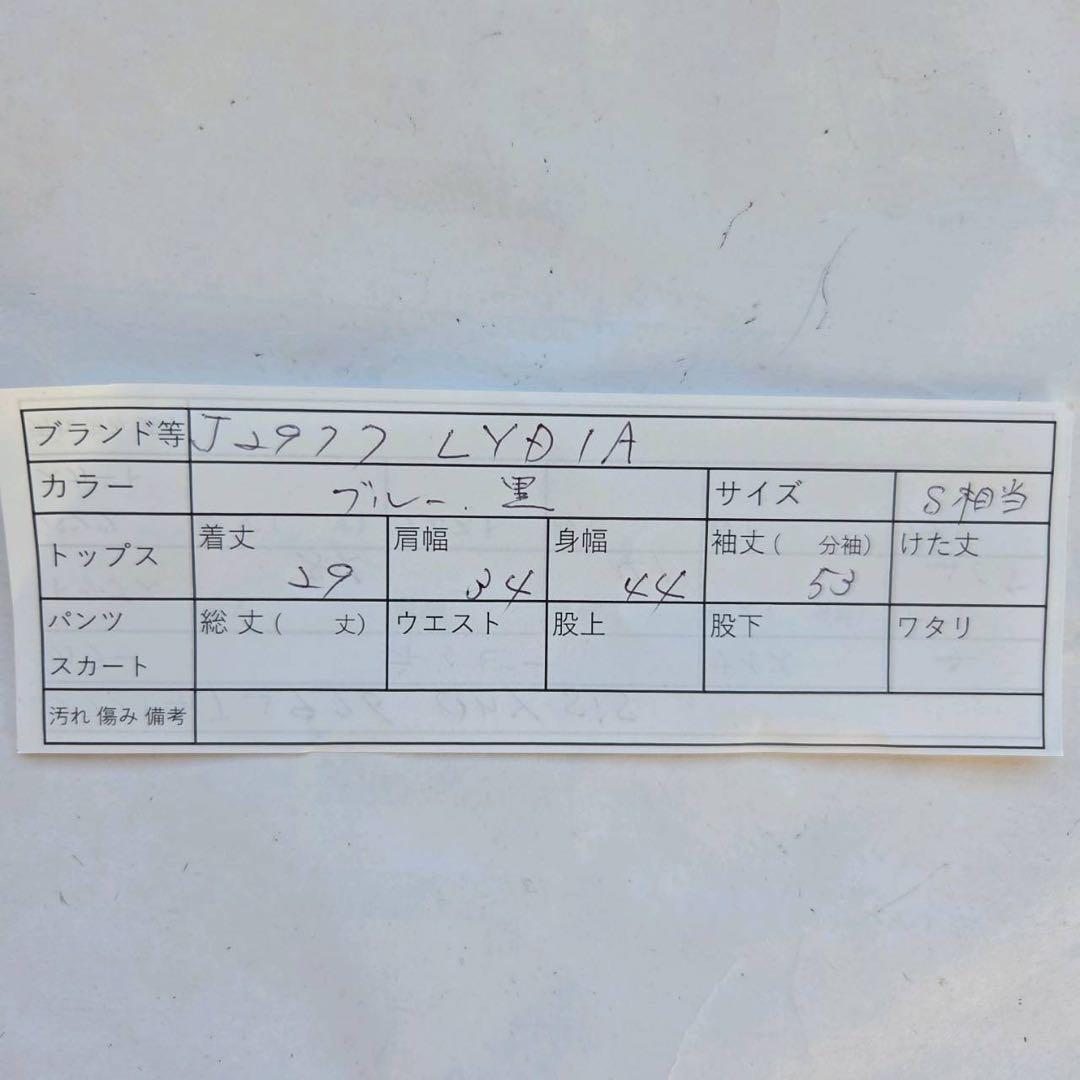 ブランド等 J2977 LYDIA
カラー ブルー.黒 サイズ S相当
トップス 着丈 肩幅 身幅 袖丈( 分袖) けた丈
29 34 44 53
パンツ 総丈( 丈) ウエスト 股上 股下 ワタリ
スカート
汚れ 傷み 備考